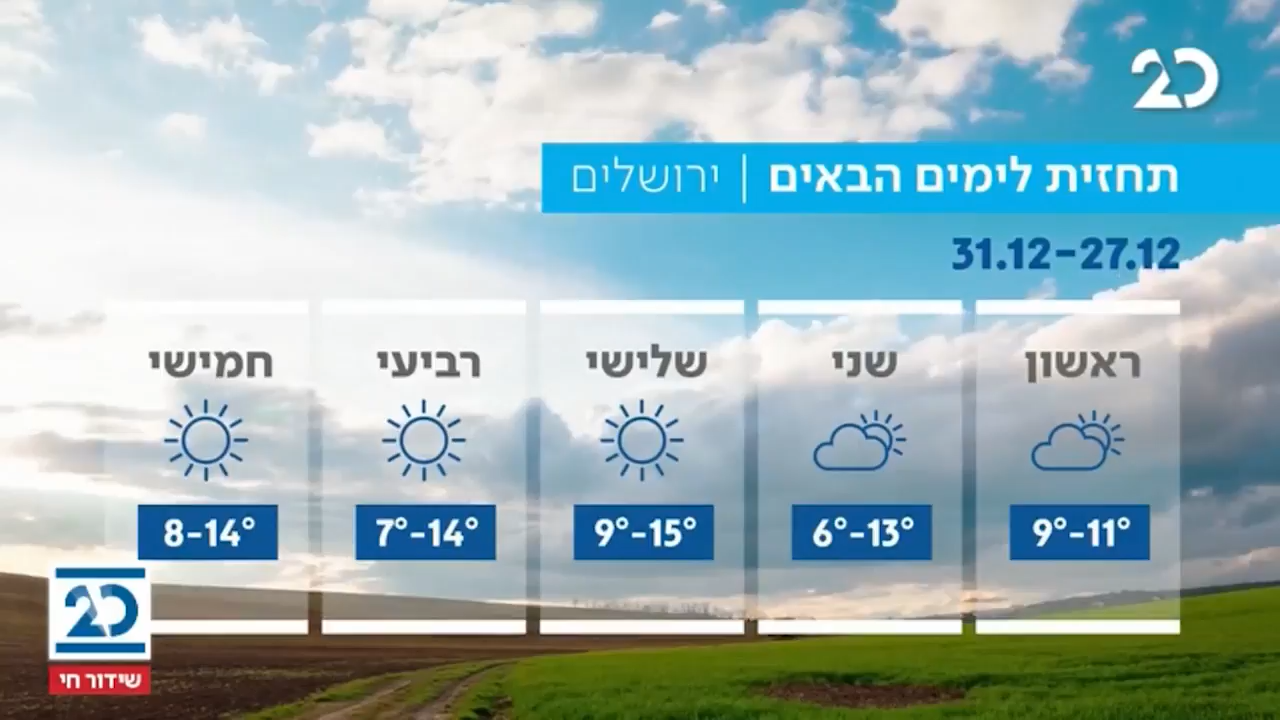 20
תחזית לימים הבאים | ירושלים
31.12-27.12
ראשון
9°-11°
שני
6°-13°
שלישי
9°-15°
רביעי
7°-14°
חמישי
8-14°
20
שידור חי